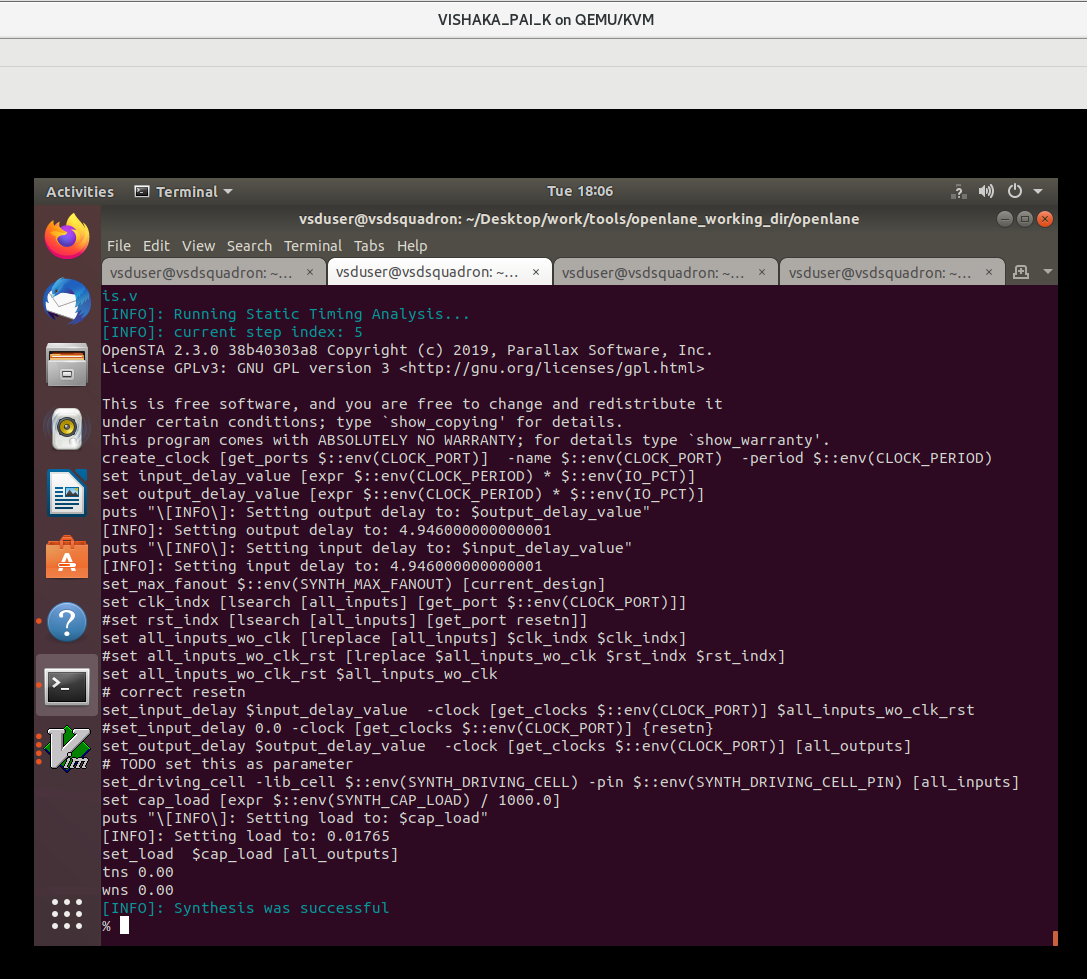 VISHAKA_PAI_K on QEMU/KVM
Activities Terminal Tue 18:06
vsduser@vsdsquadron: ~/Desktop/work/tools/openlane_working_dir/openlane
File Edit View Search Terminal Tabs Help
vsduser@vsdsquadron: ~... × vsduser@vsdsquadron: ~... × vsduser@vsdsquadron: ~... × vsduser@vsdsquadron: ~... ×
is.v
[INFO]: Running Static Timing Analysis...
[INFO]: current step index: 5
OpenSTA 2.3.0 38b40303a8 Copyright (c) 2019, Parallax Software, Inc.
License GPLv3: GNU GPL version 3 <http://gnu.org/licenses/gpl.html>
This is free software, and you are free to change and redistribute it
under certain conditions; type `show_copying' for details.
This program comes with ABSOLUTELY NO WARRANTY; for details type `show_warranty'.
create_clock [get_ports $::env(CLOCK_PORT)]  -name $::env(CLOCK_PORT)  -period $::env(CLOCK_PERIOD)
set input_delay_value [expr $::env(CLOCK_PERIOD) * $::env(IO_PCT)]
set output_delay_value [expr $::env(CLOCK_PERIOD) * $::env(IO_PCT)]
puts "\[INFO\]: Setting output delay to: $output_delay_value"
[INFO]: Setting output delay to: 4.946000000000001
puts "\[INFO\]: Setting input delay to: $input_delay_value"
[INFO]: Setting input delay to: 4.946000000000001
set_max_fanout $::env(SYNTH_MAX_FANOUT) [current_design]
set clk_indx [lsearch [all_inputs] [get_port $::env(CLOCK_PORT)]]
#set rst_indx [lsearch [all_inputs] [get_port resetn]]
set all_inputs_wo_clk [lreplace [all_inputs] $clk_indx $clk_indx]
#set all_inputs_wo_clk_rst [lreplace $all_inputs_wo_clk $rst_indx $rst_indx]
set all_inputs_wo_clk_rst $all_inputs_wo_clk
# correct resetn
set_input_delay $input_delay_value  -clock [get_clocks $::env(CLOCK_PORT)] $all_inputs_wo_clk_rst
#set_input_delay 0.0 -clock [get_clocks $::env(CLOCK_PORT)] {resetn}
set_output_delay $output_delay_value  -clock [get_clocks $::env(CLOCK_PORT)] [all_outputs]
# TODO set this as parameter
set_driving_cell -lib_cell $::env(SYNTH_DRIVING_CELL) -pin $::env(SYNTH_DRIVING_CELL_PIN) [all_inputs]
set cap_load [expr $::env(SYNTH_CAP_LOAD) / 1000.0]
puts "\[INFO\]: Setting load to: $cap_load"
[INFO]: Setting load to: 0.01765
set_load  $cap_load [all_outputs]
tns 0.00
wns 0.00
[INFO]: Synthesis was successful
%